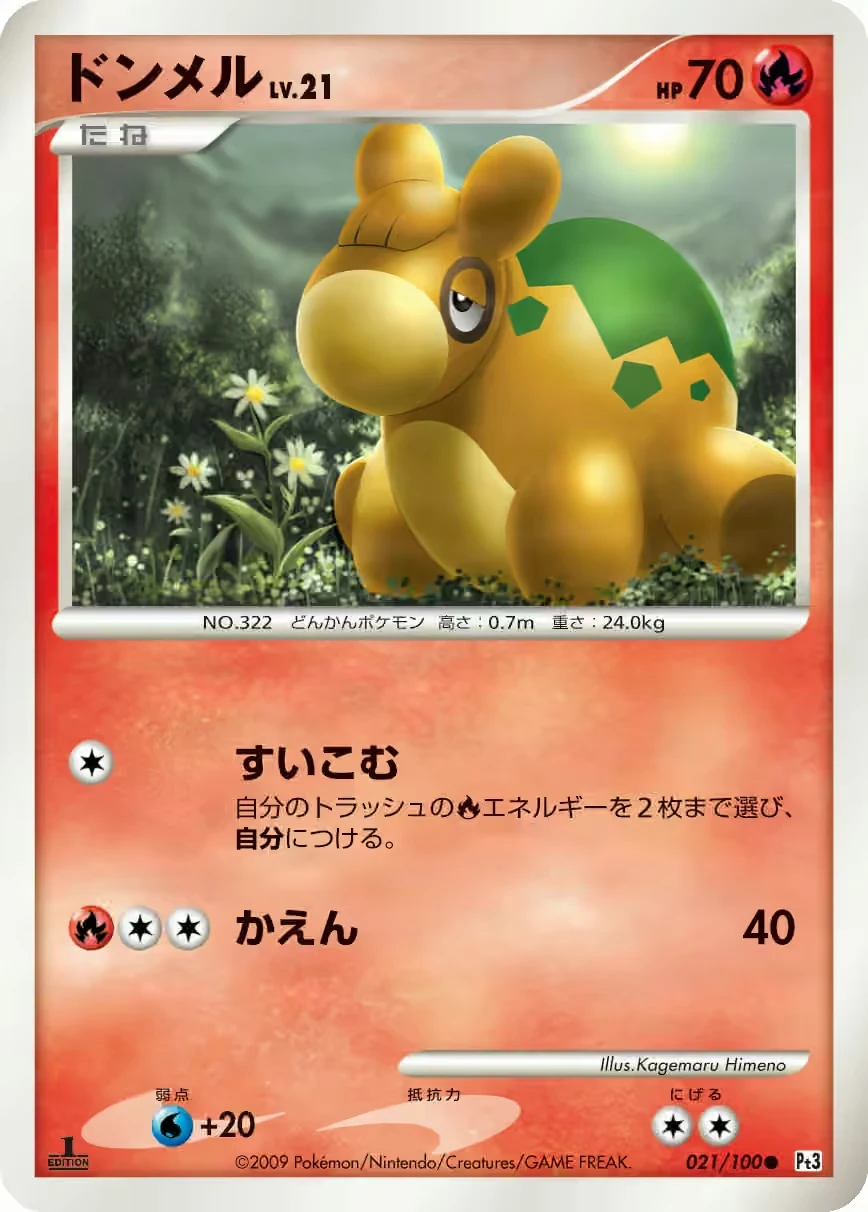 ドンメル LV.21 HP 70
たね
NO.322 どんかんポケモン 高さ:0.7m 重さ:24.0kg
すいこむ
自分のトラッシュのエネルギーを2枚まで選び、
自分につける。
かえん 40
Illus.Kagemaru Himeno
弱点 抵抗力 にげる
+20
1 EDITION ©2009 Pokémon/Nintendo/Creatures/GAME FREAK. 021/100 Pt3